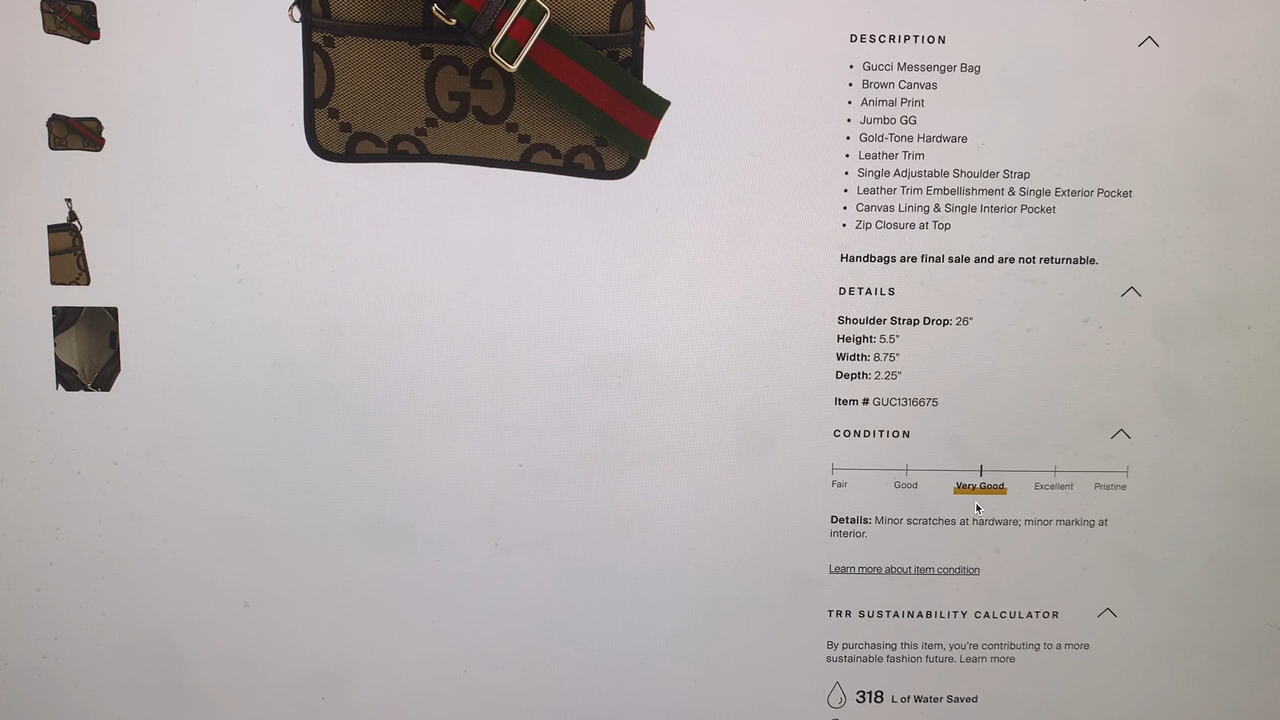 DESCRIPTION
• Gucci Messenger Bag
• Brown Canvas
• Animal Print
• Jumbo GG
• Gold-Tone Hardware
• Leather Trim
• Single Adjustable Shoulder Strap
• Leather Trim Embellishment & Single Exterior Pocket
• Canvas Lining & Single Interior Pocket
• Zip Closure at Top
Handbags are final sale and are not returnable.
DETAILS
Shoulder Strap Drop: 26"
Height: 5.5"
Width: 8.75"
Depth: 2.25"
Item # GUC1316675
CONDITION
Fair Good Very Good Excellent Pristine
Details: Minor scratches at hardware; minor marking at
interior.
Learn more about item condition
TRR SUSTAINABILITY CALCULATOR
By purchasing this item, you're contributing to a more
sustainable fashion future. Learn more
318 L of Water Saved